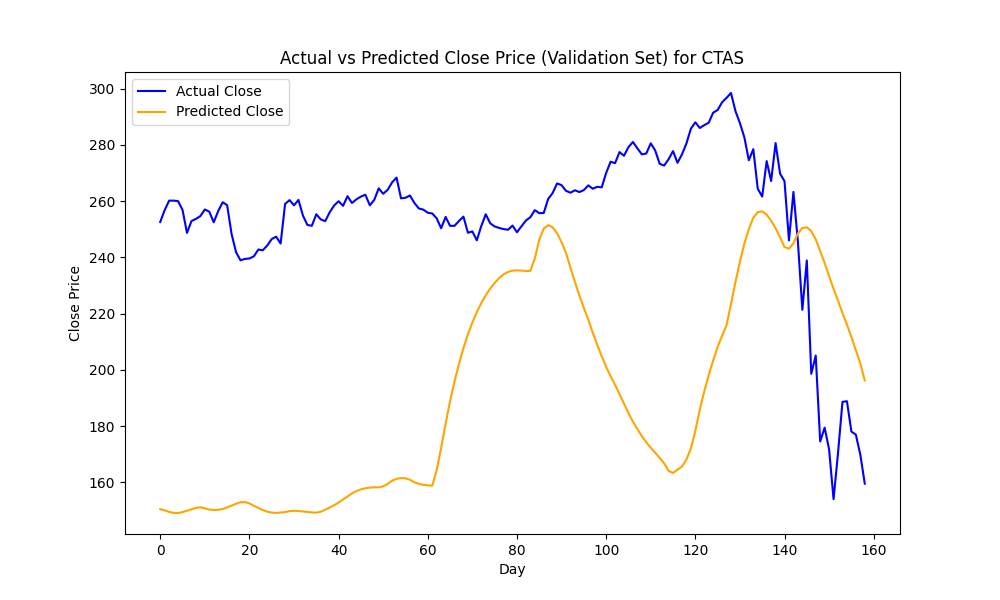 Actual vs Predicted Close Price (Validation Set) for CTAS
Actual Close
Predicted Close
300
280
260
240
220
200
180
160
Close Price
0 20 40 60 80 100 120 140 160
Day